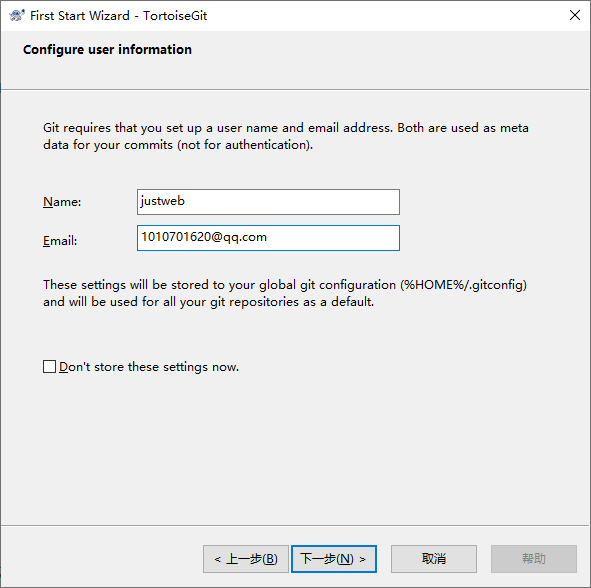 First Start Wizard - TortoiseGit
Configure user information
Git requires that you set up a user name and email address. Both are used as meta
data for your commits (not for authentication).
Name: justweb
Email: 1010701620@qq.com
These settings will be stored to your global git configuration (%HOME%/.gitconfig)
and will be used for all your git repositories as a default.
Don't store these settings now.
< 上一步(B) 下一步(N) > 取消 帮助